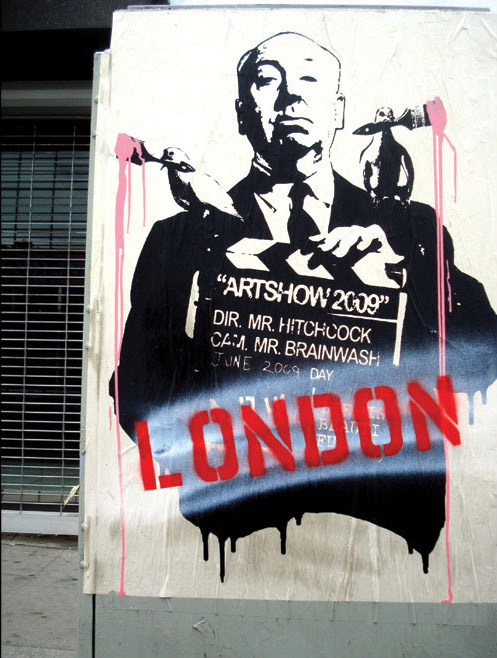 “ARTSHOW 2009”
DIR. MR. HITCHCOCK
CAM. MR. BRAINWASH
JUNE 2009 DAY
LONDON